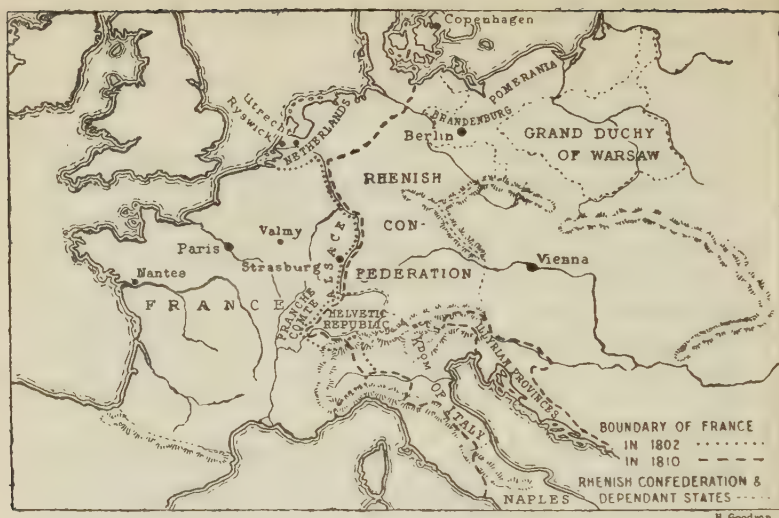 Copenhagen
POMERANIA
Utrecht
Ryswick
NETHERLANDS
BRANDENBURG
Berlin
GRAND DUCHY
OF WARSAW
RHENISH
CON-
FEDERATION
Valmy
Paris
ALSACE
Strasburg
Vienna
Nantes
FRANCE
FRANCHE
COMTE
HELVETIC
REPUBLIC
KDOM
OF ITALY
ILLYRIAN PROVINCES
NAPLES
BOUNDARY OF FRANCE
IN 1802
IN 1810
RHENISH CONFEDERATION &
DEPENDANT STATES